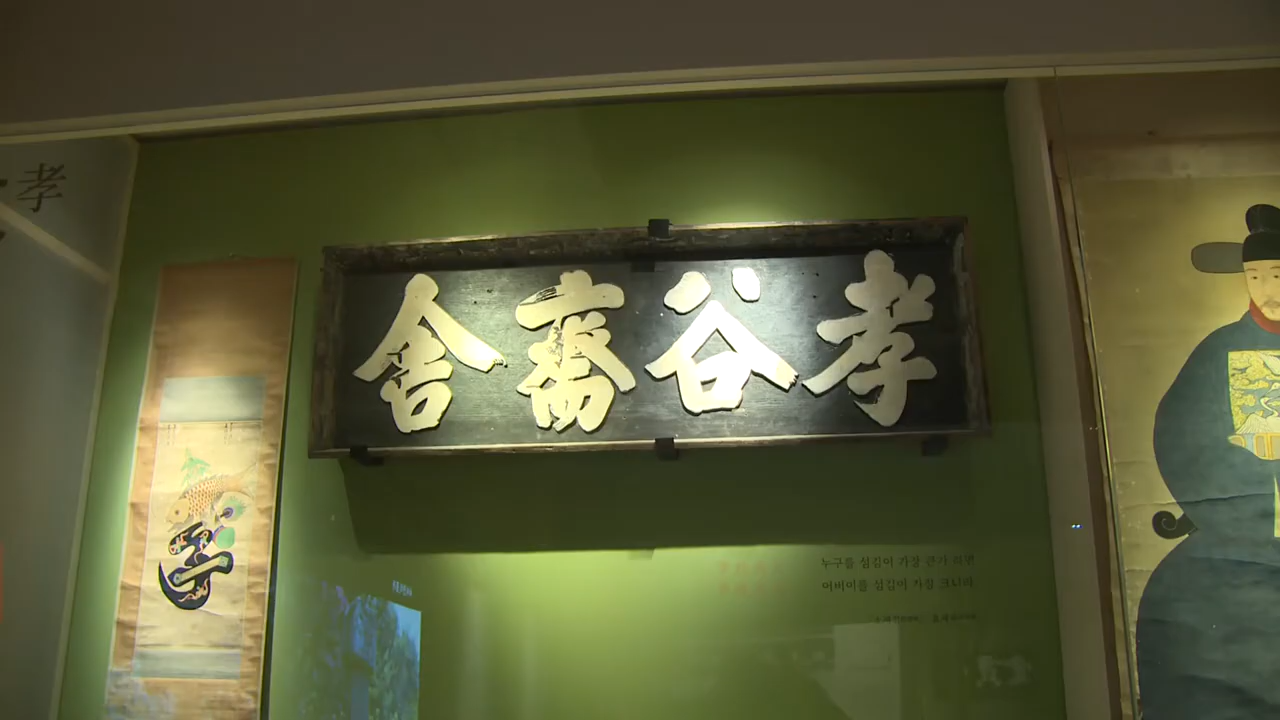 孝
舍齋谷孝
누구를 섬김이 가장 큰가 하면
어버이를 섬김이 가장 크니라